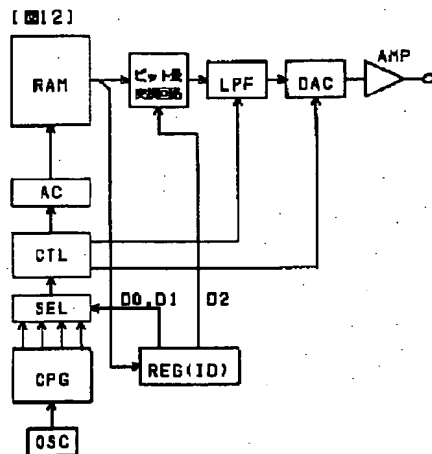 [図12]
AMP
RAM
ビット長
変換回路
LPF
DAC
AC
CTL
SEL
D0,D1
D2
CPG
REG(ID)
OSC